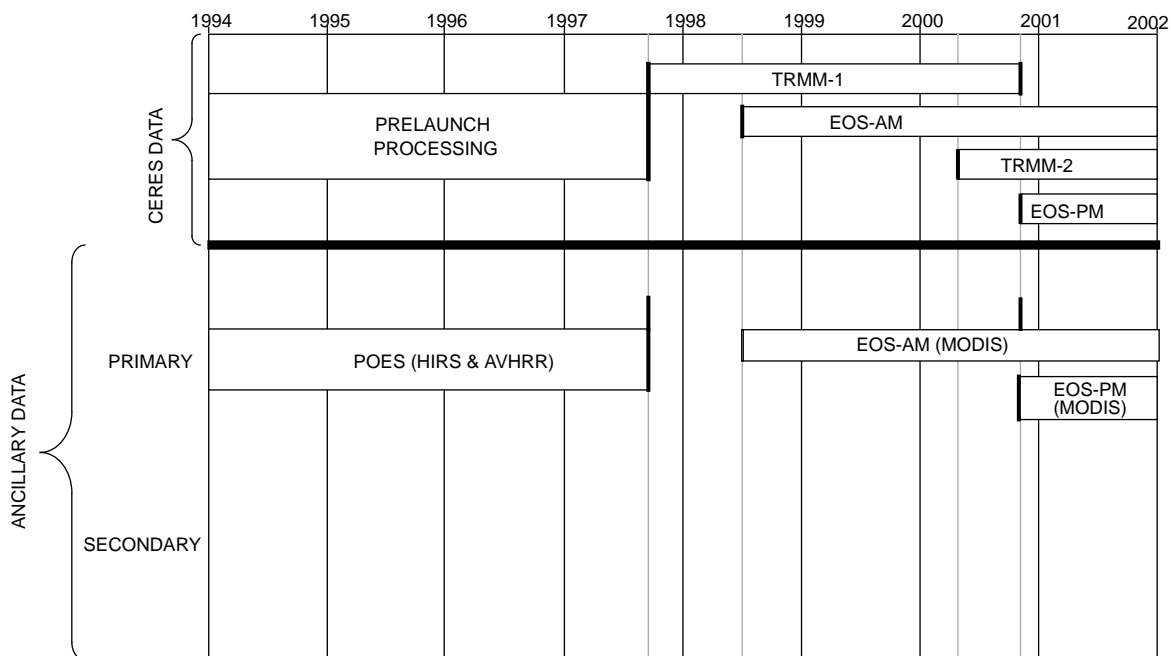 1994 1995 1996 1997 1998 1999 2000 2001 2002
CERES DATA
TRMM-1
PRELAUNCH
PROCESSING
EOS-AM
TRMM-2
EOS-PM
ANCILLARY DATA
PRIMARY
POES (HIRS & AVHRR)
EOS-AM (MODIS)
EOS-PM
(MODIS)
SECONDARY